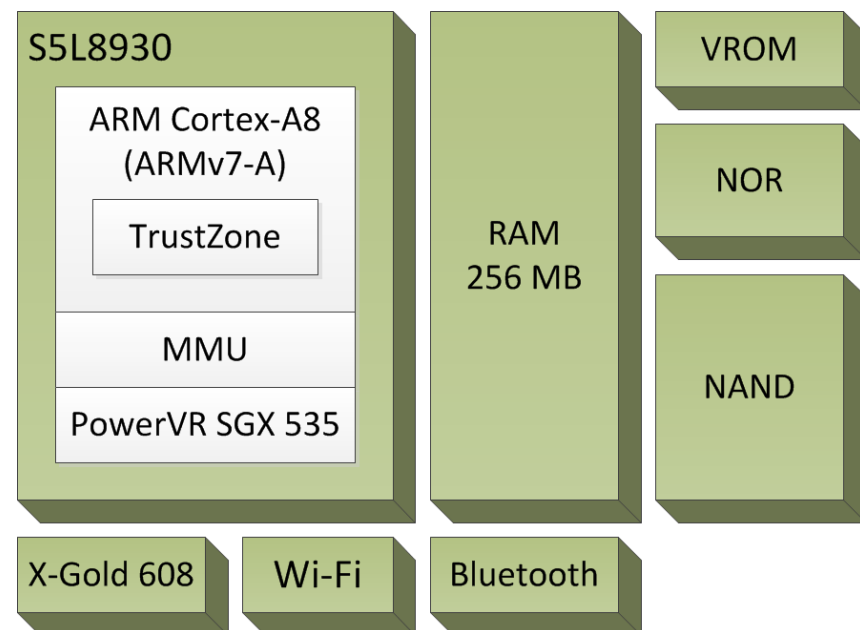 S5L8930
ARM Cortex-A8
(ARMv7-A)
TrustZone
MMU
PowerVR SGX 535
RAM
256 MB
VROM
NOR
NAND
X-Gold 608
Wi-Fi
Bluetooth